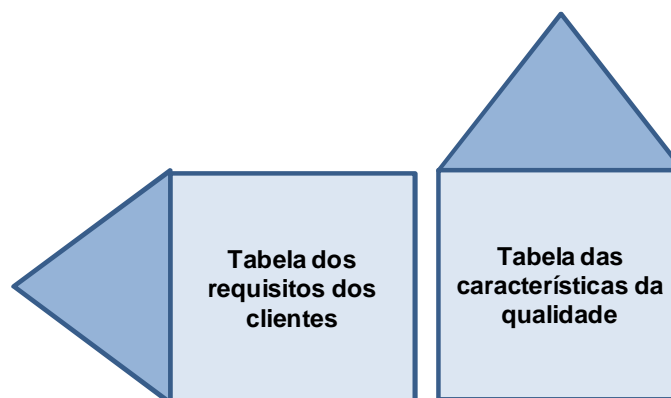 Tabela dos
requisitos dos
clientes
Tabela das
características da
qualidade